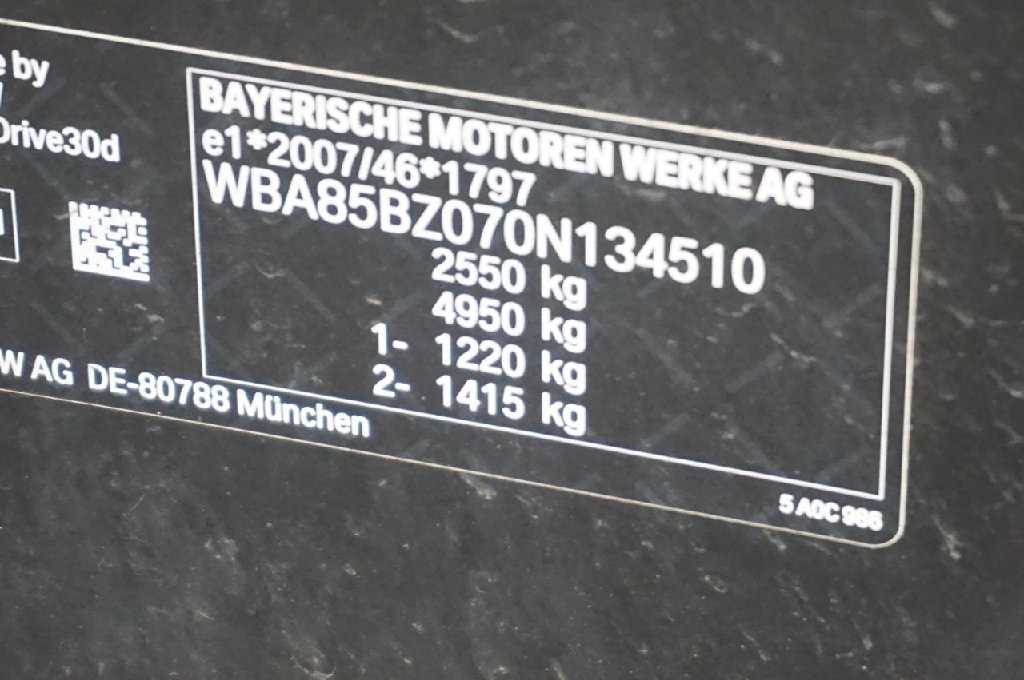 e by
Drive30d
BAYERISCHE MOTOREN WERKE AG
e1*2007/46*1797
WBA85BZ070N134510
2550 kg
4950 kg
1- 1220 kg
2- 1415 kg
W AG DE-80788 München
5 A0C 986